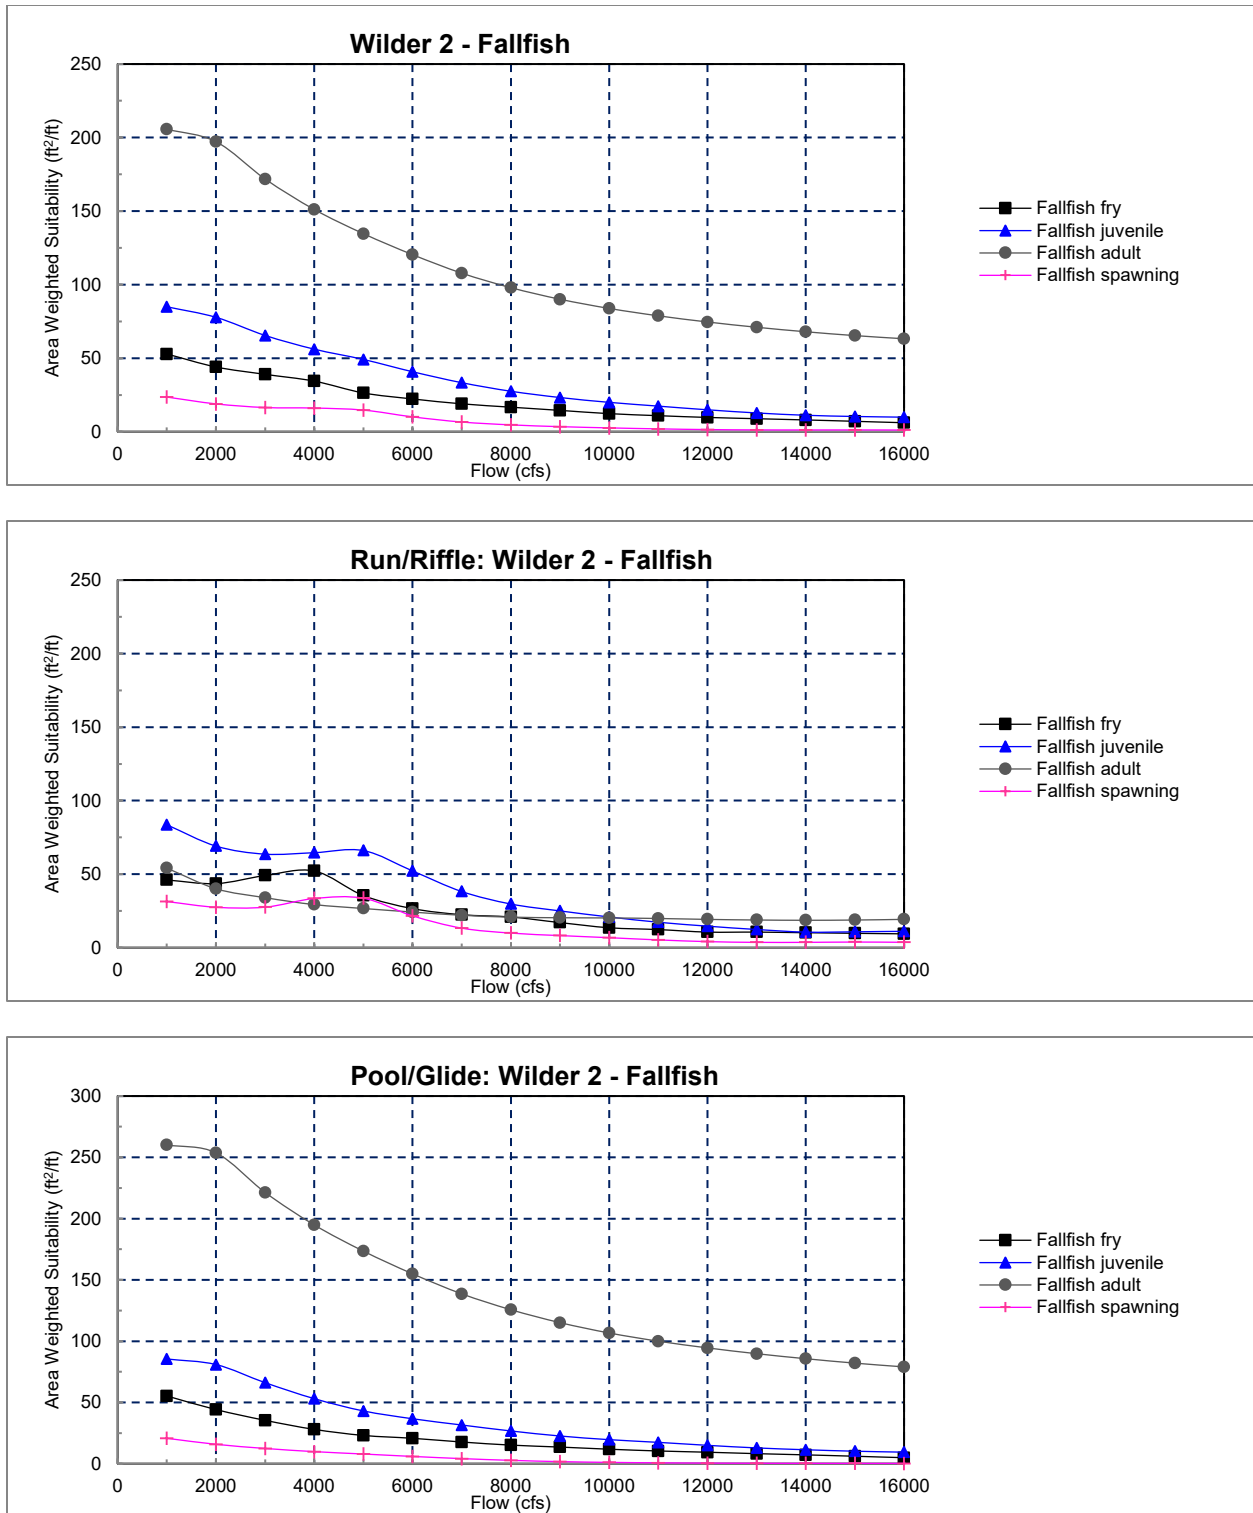 Wilder 2 - Fallfish
Area Weighted Suitability (ft²/ft)
250
200
150
100
50
0
0 2000 4000 6000 8000 10000 12000 14000 16000
Flow (cfs)
Fallfish fry
Fallfish juvenile
Fallfish adult
Fallfish spawning
Run/Riffle: Wilder 2 - Fallfish
Area Weighted Suitability (ft²/ft)
250
200
150
100
50
0
0 2000 4000 6000 8000 10000 12000 14000 16000
Flow (cfs)
Fallfish fry
Fallfish juvenile
Fallfish adult
Fallfish spawning
Pool/Glide: Wilder 2 - Fallfish
Area Weighted Suitability (ft²/ft)
300
250
200
150
100
50
0
0 2000 4000 6000 8000 10000 12000 14000 16000
Flow (cfs)
Fallfish fry
Fallfish juvenile
Fallfish adult
Fallfish spawning